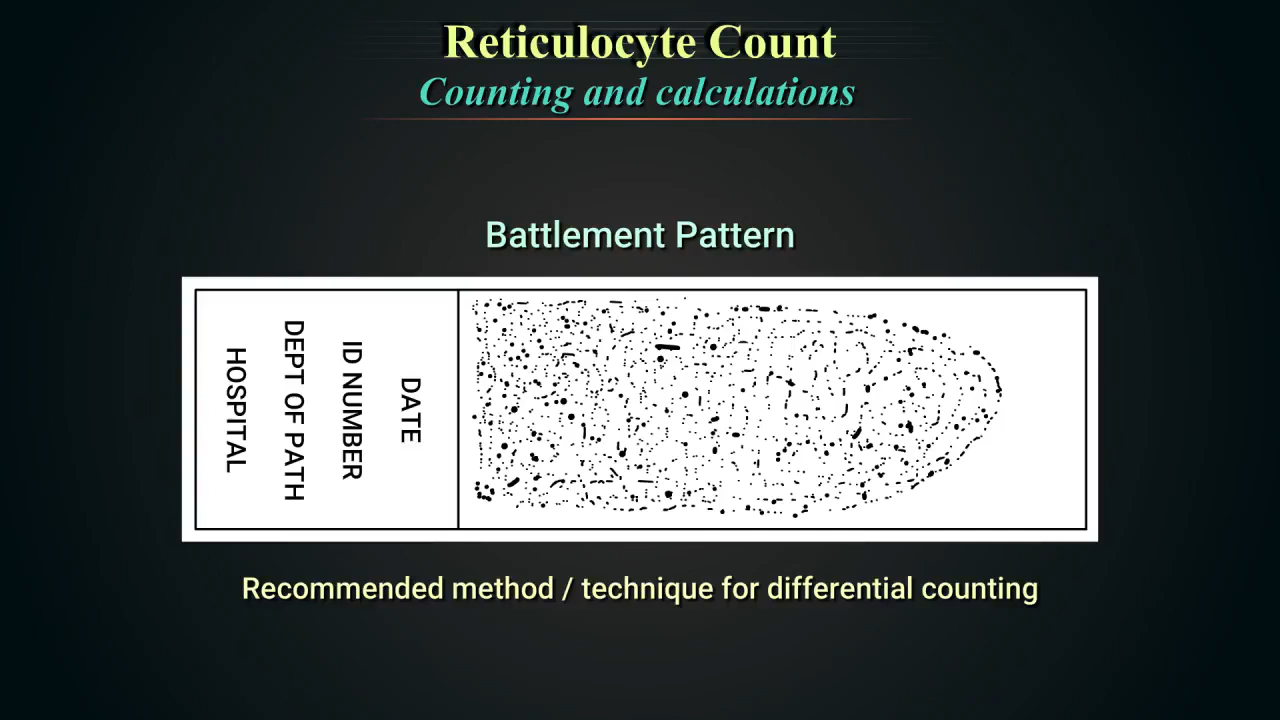 Reticulocyte Count
Counting and calculations
Battlement Pattern
HOSPITAL
DEPT OF PATH
ID NUMBER
DATE
Recommended method / technique for differential counting